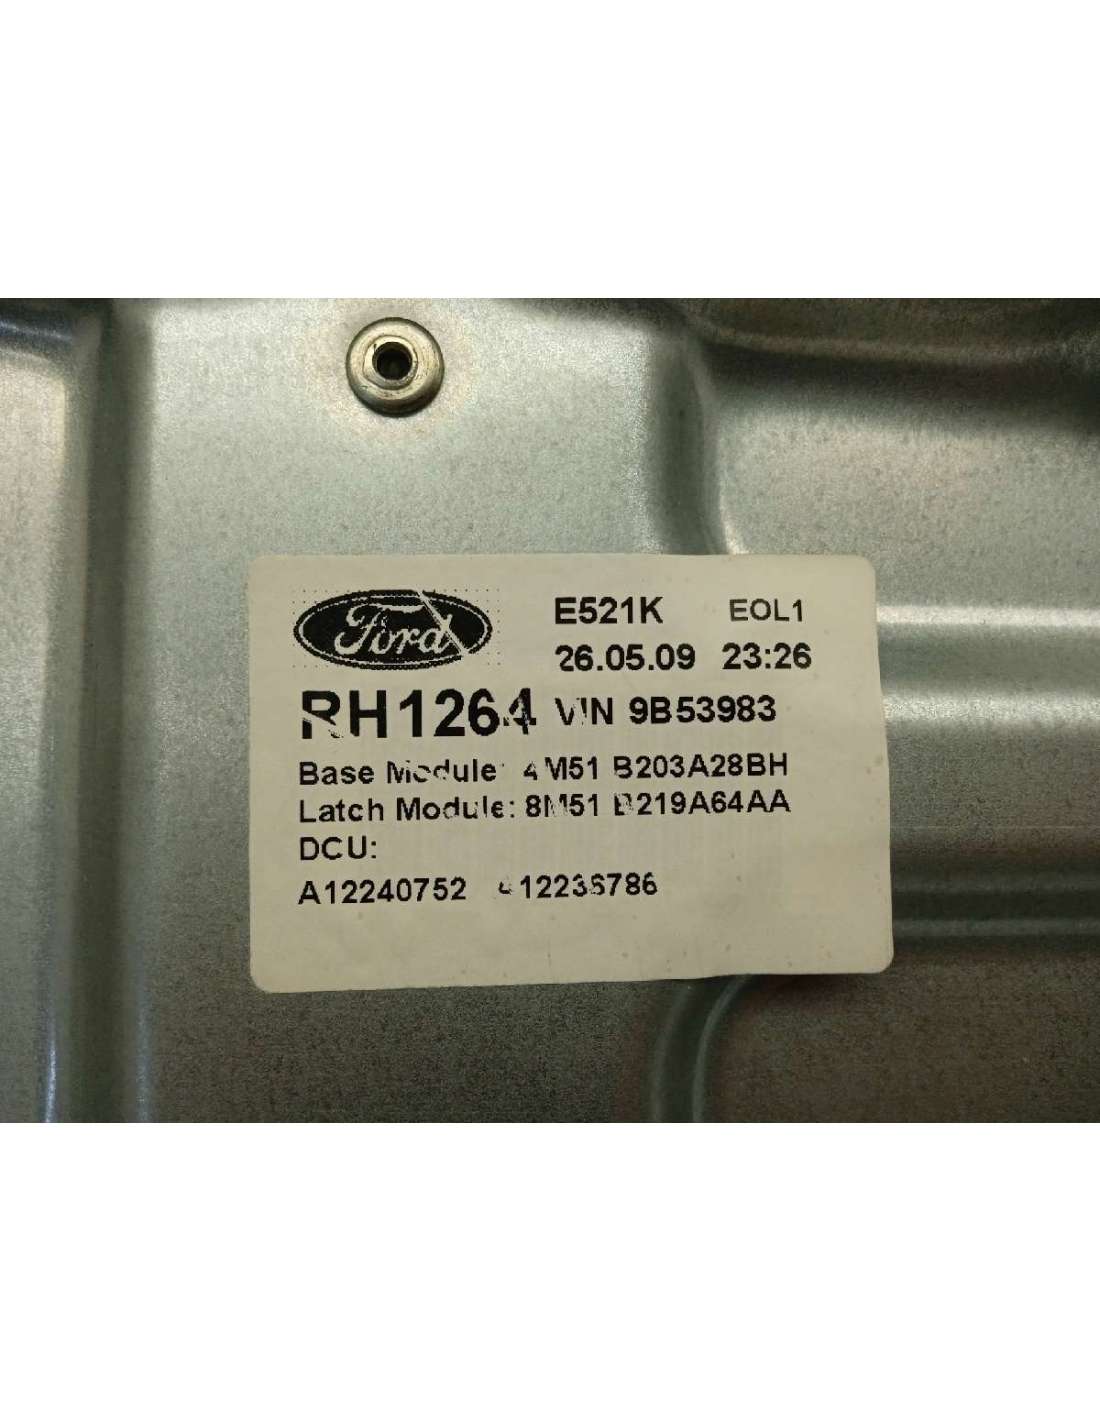 Ford
E521K EOL1
26.05.09 23:26
RH1264 VIN 9B53983
Base Module: 4M51 B203A28BH
Latch Module: 8M51 B219A64AA
DCU:
A12240752